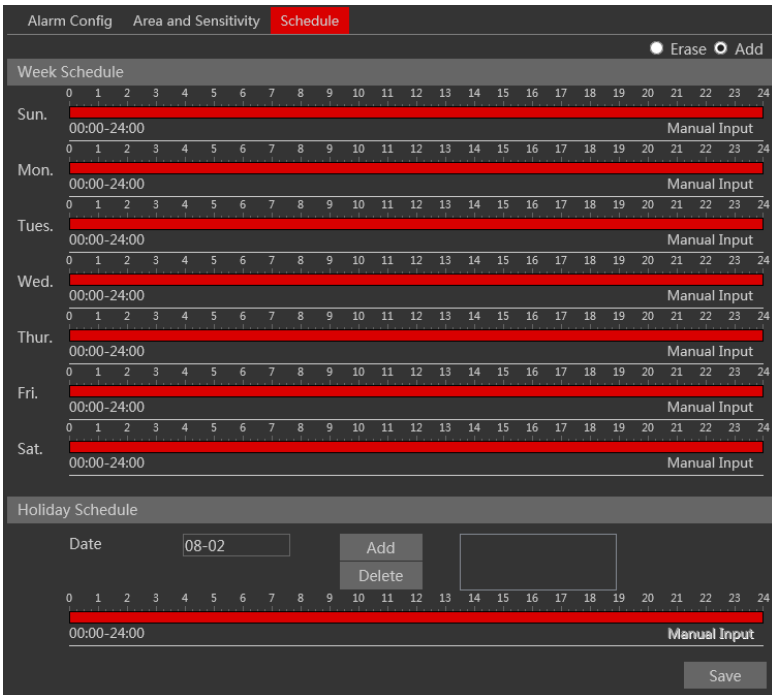 Alarm Config Area and Sensitivity Schedule
Erase Add
Week Schedule
0 1 2 3 4 5 6 7 8 9 10 11 12 13 14 15 16 17 18 19 20 21 22 23 24
Sun.
00:00-24:00 Manual Input
0 1 2 3 4 5 6 7 8 9 10 11 12 13 14 15 16 17 18 19 20 21 22 23 24
Mon.
00:00-24:00 Manual Input
0 1 2 3 4 5 6 7 8 9 10 11 12 13 14 15 16 17 18 19 20 21 22 23 24
Tues.
00:00-24:00 Manual Input
0 1 2 3 4 5 6 7 8 9 10 11 12 13 14 15 16 17 18 19 20 21 22 23 24
Wed.
00:00-24:00 Manual Input
0 1 2 3 4 5 6 7 8 9 10 11 12 13 14 15 16 17 18 19 20 21 22 23 24
Thur.
00:00-24:00 Manual Input
0 1 2 3 4 5 6 7 8 9 10 11 12 13 14 15 16 17 18 19 20 21 22 23 24
Fri.
00:00-24:00 Manual Input
0 1 2 3 4 5 6 7 8 9 10 11 12 13 14 15 16 17 18 19 20 21 22 23 24
Sat.
00:00-24:00 Manual Input
Holiday Schedule
Date 08-02 Add
Delete
0 1 2 3 4 5 6 7 8 9 10 11 12 13 14 15 16 17 18 19 20 21 22 23 24
00:00-24:00 Manual Input
Save